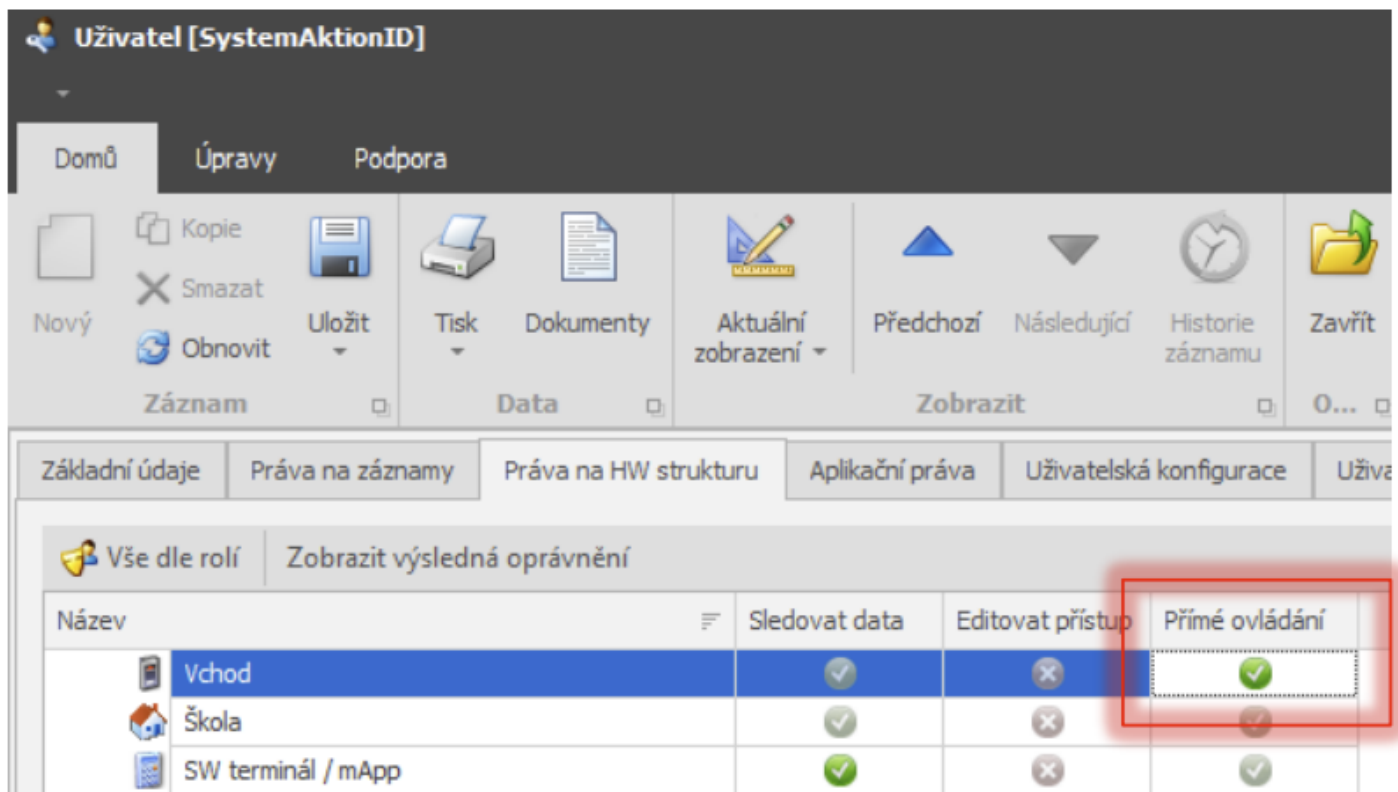 Uživatel [SystemAktionID]
Domů Úpravy Podpora
Nový
Kopie
Smazat
Obnovit
Uložit
Tisk
Dokumenty
Aktuální
zobrazení
Předchozí
Následující
Historie
záznamu
Zavřít
Záznam Data Zobrazit O...
Základní údaje Práva na záznamy Práva na HW strukturu Aplikační práva Uživatelská konfigurace Uživa
Vše dle rolí Zobrazit výsledná oprávnění
Název Sledovat data Editovat přístup Přímé ovládání
Vchod
Škola
SW terminál / mApp